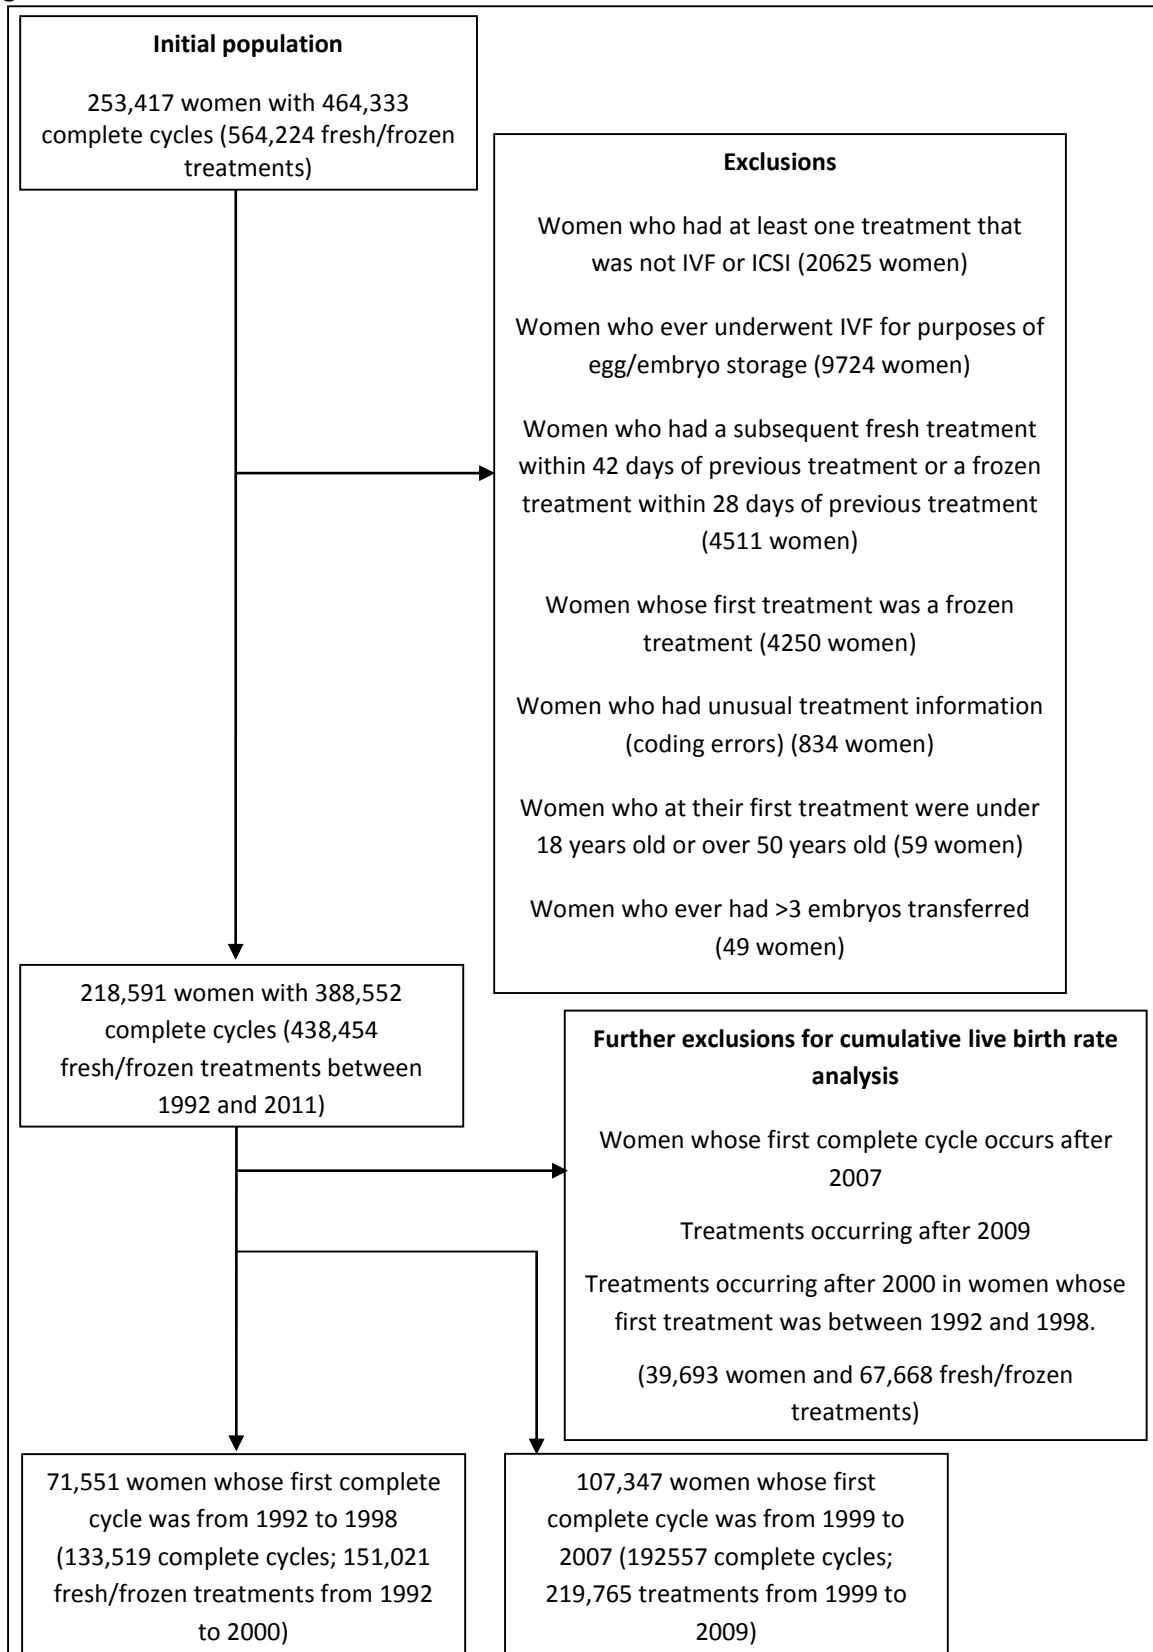 Initial population
253,417 women with 464,333
complete cycles (564,224 fresh/frozen
treatments)
Exclusions
Women who had at least one treatment that
was not IVF or ICSI (20625 women)
Women who ever underwent IVF for purposes of
egg/embryo storage (9724 women)
Women who had a subsequent fresh treatment
within 42 days of previous treatment or a frozen
treatment within 28 days of previous treatment
(4511 women)
Women whose first treatment was a frozen
treatment (4250 women)
Women who had unusual treatment information
(coding errors) (834 women)
Women who at their first treatment were under
18 years old or over 50 years old (59 women)
Women who ever had >3 embryos transferred
(49 women)
218,591 women with 388,552
complete cycles (438,454
fresh/frozen treatments between
1992 and 2011)
Further exclusions for cumulative live birth rate
analysis
Women whose first complete cycle occurs after
2007
Treatments occurring after 2009
Treatments occurring after 2000 in women whose
first treatment was between 1992 and 1998.
(39,693 women and 67,668 fresh/frozen
treatments)
71,551 women whose first complete
cycle was from 1992 to 1998
(133,519 complete cycles; 151,021
fresh/frozen treatments from 1992
to 2000)
107,347 women whose first
complete cycle was from 1999 to
2007 (192557 complete cycles;
219,765 treatments from 1999 to
2009)